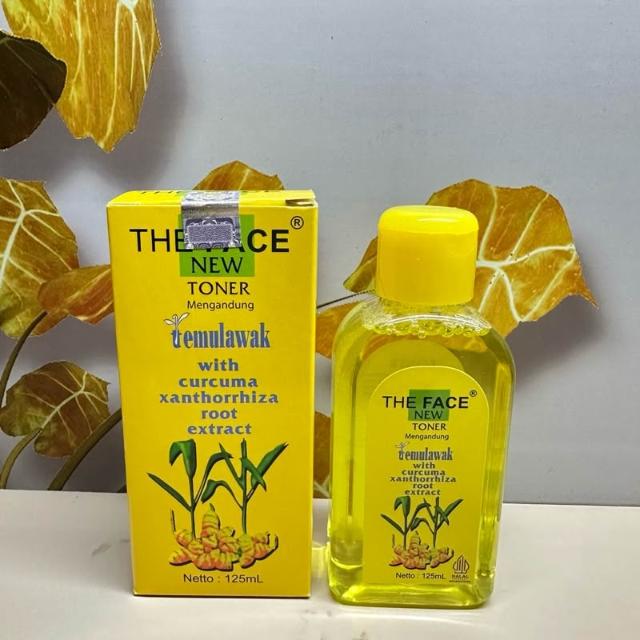 THE FACE®
NEW
TONER
Mengandung
temulawak
with
curcuma
xanthorrhiza
root
extract
Netto : 125mL
THE FACE®
NEW
TONER
Mengandung
temulawak
with
curcuma
xanthorrhiza
root
extract
Netto : 125mL
HALAL